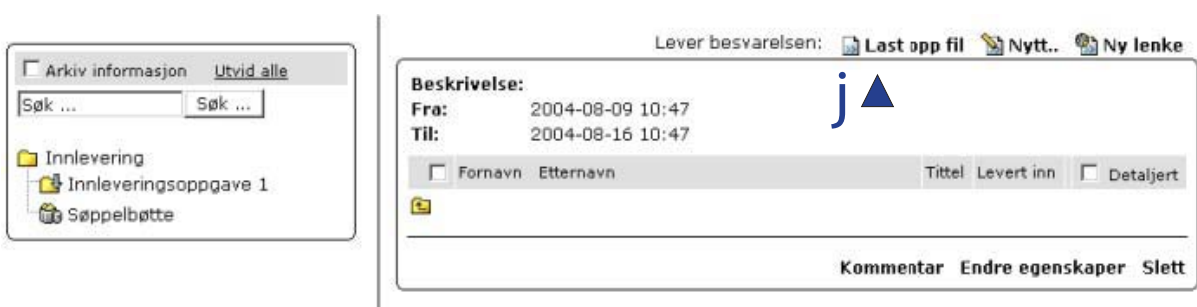 Arkiv informasjon Utvid alle
Søk ... Søk ...
Innlevering
Innleveringsoppgave 1
Søppelbøtte
Lever besvarelsen: Last opp fil Nytt.. Ny lenke
j
Beskrivelse:
Fra: 2004-08-09 10:47
Til: 2004-08-16 10:47
Fornavn Etternavn Tittel Levert inn Detaljert
Kommentar Endre egenskaper Slett